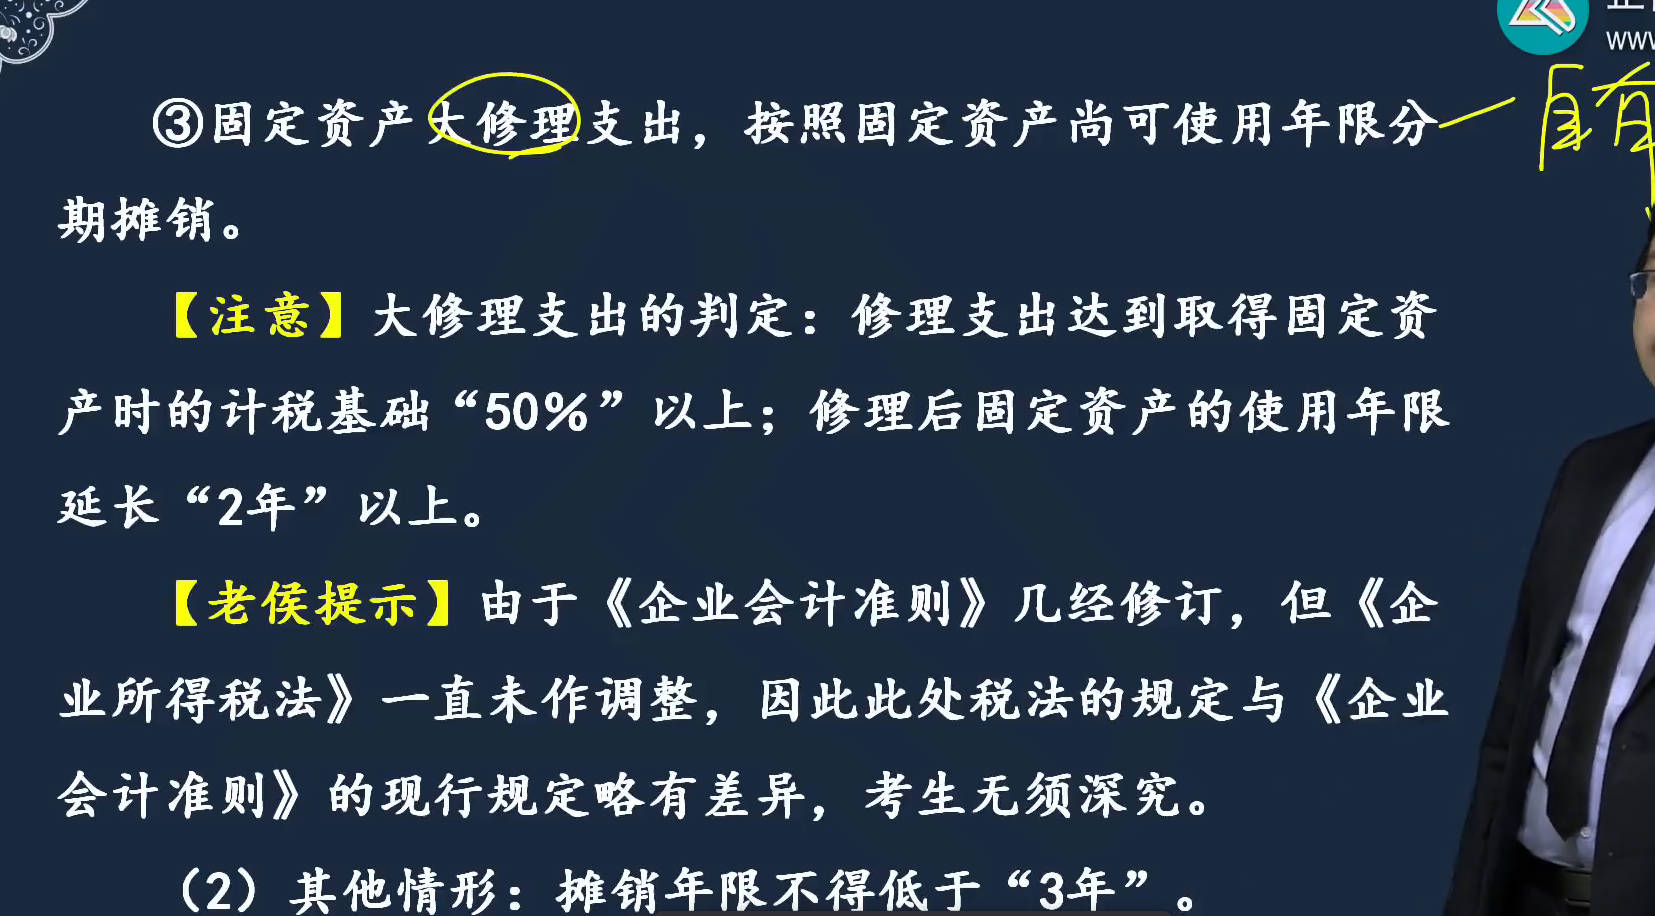 www
③固定资产大修理支出，按照固定资产尚可使用年限分
自有
期摊销。
【注意】大修理支出的判定：修理支出达到取得固定资
产时的计税基础“50%”以上；修理后固定资产的使用年限
延长“2年”以上。
【老侯提示】由于《企业会计准则》几经修订，但《企
业所得税法》一直未作调整，因此此处税法的规定与《企业
会计准则》的现行规定略有差异，考生无须深究。
（2）其他情形：摊销年限不得低于“3年”。